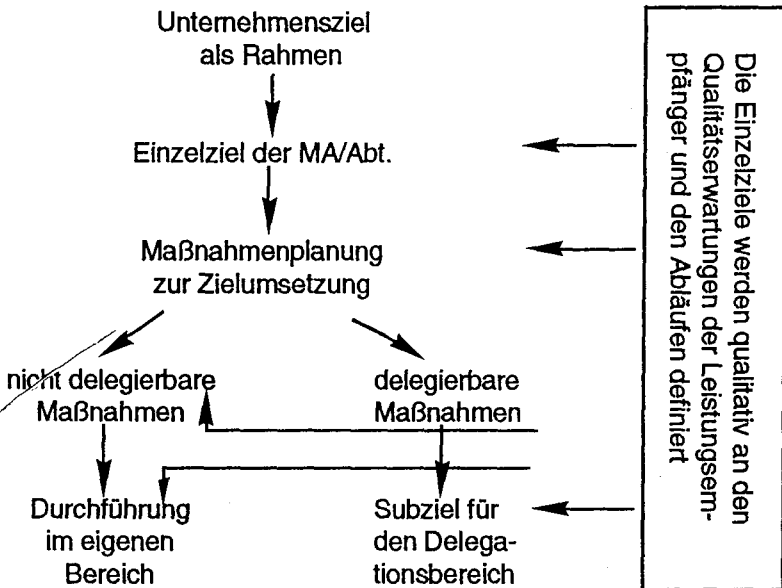 Unternehmensziel
als Rahmen
Einzelziel der MA/Abt.
Maßnahmenplanung
zur Zielumsetzung
nicht delegierbare
Maßnahmen
delegierbare
Maßnahmen
Durchführung
im eigenen
Bereich
Subziel für
den Delega-
tionsbereich
Die Einzelziele werden qualitativ an den
Qualitätserwartungen der Leistungsem-
pfänger und den Abläufen definiert